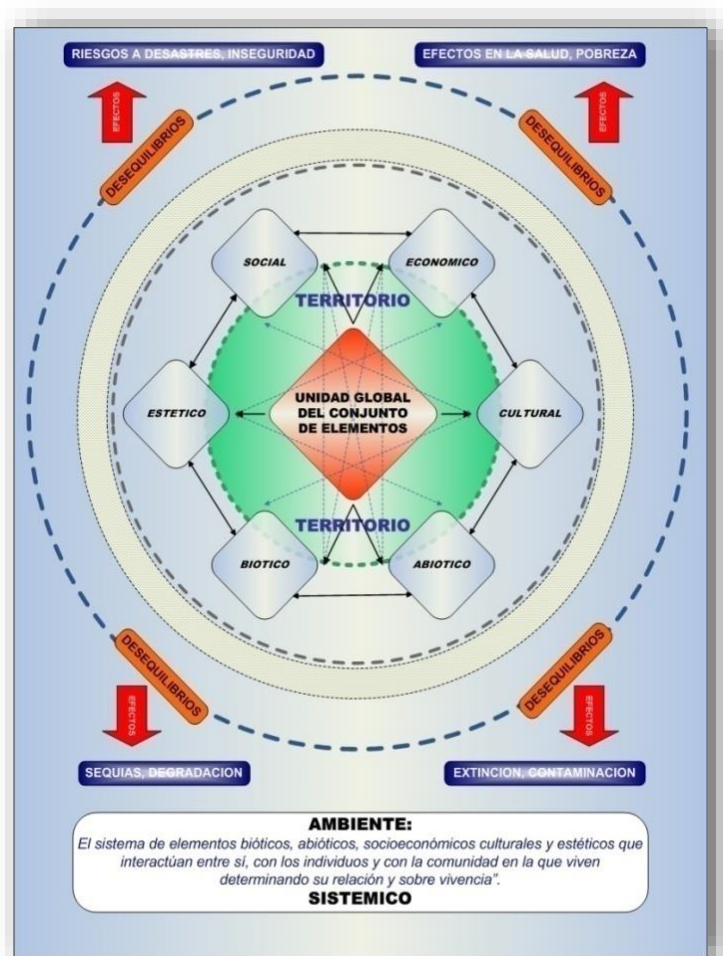 RIESGOS A DESASTRES, INSEGURIDAD
EFECTOS EN LA SALUD, POBREZA
EFECTOS
EFECTOS
DESEQUILIBRIOS
DESEQUILIBRIOS
SOCIAL
ECONOMICO
TERRITORIO
ESTETICO
UNIDAD GLOBAL
DEL CONJUNTO
DE ELEMENTOS
CULTURAL
TERRITORIO
BIOTICO
ABIOTICO
DESEQUILIBRIOS
DESEQUILIBRIOS
EFECTOS
EFECTOS
SEQUIAS, DEGRADACION
EXTINCION, CONTAMINACION
AMBIENTE:
El sistema de elementos bióticos, abióticos, socioeconómicos culturales y estéticos que
interactúan entre sí, con los individuos y con la comunidad en la que viven
determinando su relación y sobre vivencia".
SISTEMICO